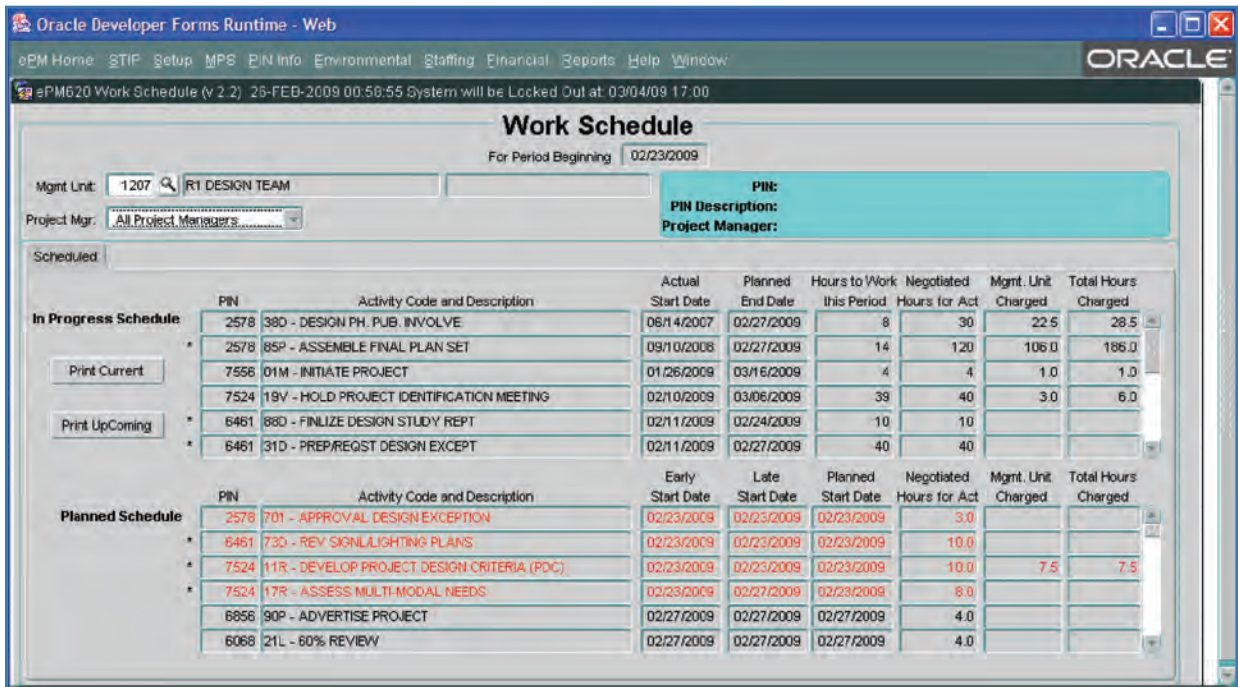 Oracle Developer Forms Runtime - Web
ePM Home STIP Setup MPS PIN Info Environmental Staffing Financial Reports Help Window ORACLE
ePM620 Work Schedule (v 2.2) 26-FEB-2009 00:58:55 System will be Locked Out at: 03/04/09 17:00
Work Schedule
For Period Beginning 02/23/2009
Mgmt Unit: 1207 R1 DESIGN TEAM PIN:
PIN Description:
Project Mgr: All Project Managers Project Manager:
Scheduled
Actual Planned Hours to Work Negotiated Mgmt. Unit Total Hours
PIN Activity Code and Description Start Date End Date this Period Hours for Act Charged Charged
In Progress Schedule 2578 38D - DESIGN PH. PUB. INVOLVE 06/14/2007 02/27/2009 8 30 22.5 28.5
* 2578 85P - ASSEMBLE FINAL PLAN SET 09/10/2008 02/27/2009 14 120 106.0 186.0
Print Current 7556 01M - INITIATE PROJECT 01/26/2009 03/16/2009 4 4 1.0 1.0
7524 19V - HOLD PROJECT IDENTIFICATION MEETING 02/10/2009 03/06/2009 39 40 3.0 6.0
Print UpComing * 6461 88D - FINLIZE DESIGN STUDY REPT 02/11/2009 02/24/2009 10 10
* 6461 31D - PREP/REQST DESIGN EXCEPT 02/11/2009 02/27/2009 40 40
Early Late Planned Negotiated Mgmt. Unit Total Hours
PIN Activity Code and Description Start Date Start Date Start Date Hours for Act Charged Charged
Planned Schedule 2578 701 - APPROVAL DESIGN EXCEPTION 02/23/2009 02/23/2009 02/23/2009 3.0
* 6461 73D - REV SIGNL/LIGHTING PLANS 02/23/2009 02/23/2009 02/23/2009 10.0
* 7524 11R - DEVELOP PROJECT DESIGN CRITERIA (PDC) 02/23/2009 02/23/2009 02/23/2009 10.0 7.5 7.5
* 7524 17R - ASSESS MULTI-MODAL NEEDS 02/23/2009 02/27/2009 02/23/2009 8.0
6856 90P - ADVERTISE PROJECT 02/27/2009 02/27/2009 02/27/2009 4.0
6068 21L - 60% REVIEW 02/27/2009 02/27/2009 02/27/2009 4.0